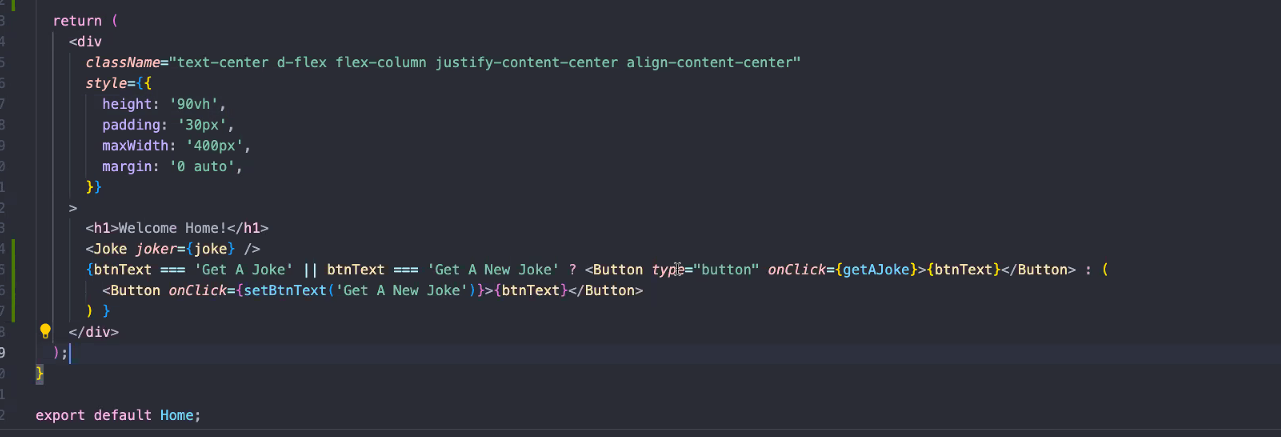 return (
<div
className="text-center d-flex flex-column justify-content-center align-content-center"
style={{
height: '90vh',
padding: '30px',
maxWidth: '400px',
margin: '0 auto',
}}
>
<h1>Welcome Home!</h1>
<Joke joker={joke} />
{btnText === 'Get A Joke' || btnText === 'Get A New Joke' ? <Button type="button" onClick={getAJoke}>{btnText}</Button> : (
<Button onClick={setBtnText('Get A New Joke')}>{btnText}</Button>
) }
</div>
);
}
export default Home;